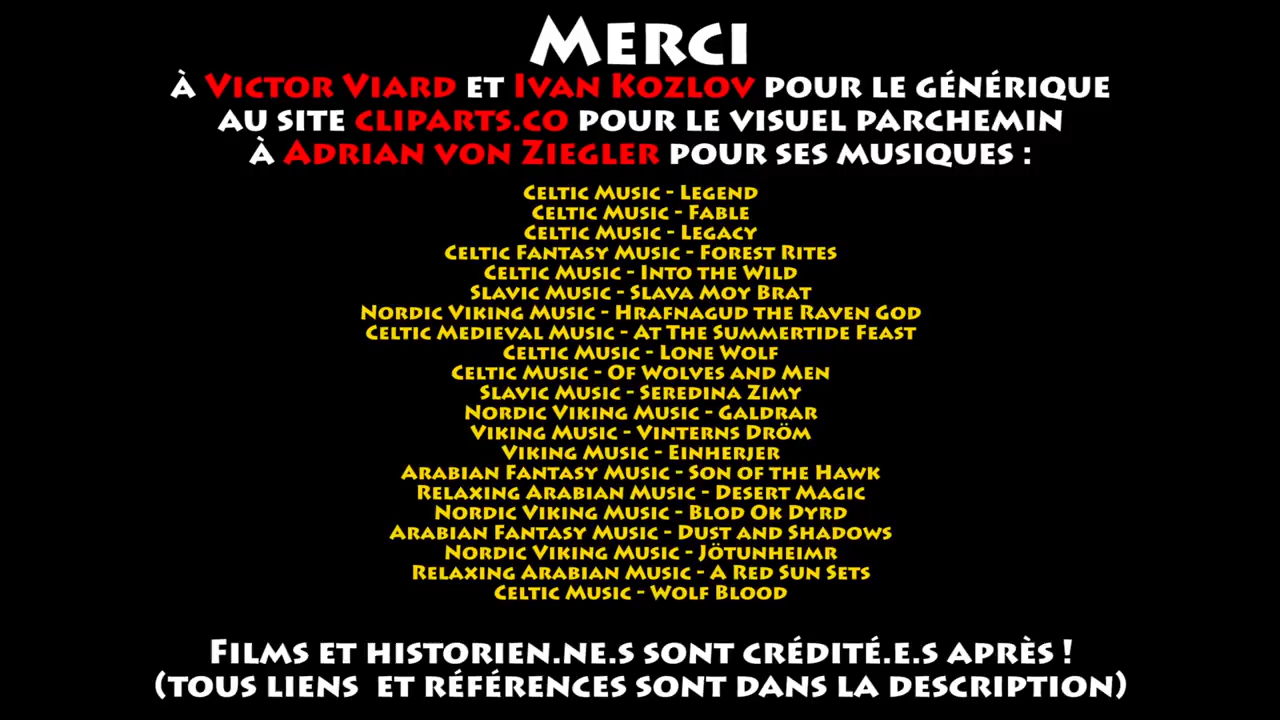 Merci
à Victor Viard et Ivan Kozlov pour le générique
au site cliparts.co pour le visuel parchemin
à Adrian von Ziegler pour ses musiques :
Celtic Music - Legend
Celtic Music - Fable
Celtic Music - Legacy
Celtic Fantasy Music - Forest Rites
Celtic Music - Into the Wild
Slavic Music - Slava Moy Brat
Nordic Viking Music - Hrafnagud the Raven God
Celtic Medieval Music - At The Summertide Feast
Celtic Music - Lone Wolf
Celtic Music - Of Wolves and Men
Slavic Music - Seredina Zimy
Nordic Viking Music - Galdrar
Viking Music - Vinterns Dröm
Viking Music - Einherjer
Arabian Fantasy Music - Son of the Hawk
Relaxing Arabian Music - Desert Magic
Nordic Viking Music - Blod Ok Dyrd
Arabian Fantasy Music - Dust and Shadows
Nordic Viking Music - Jötunheimr
Relaxing Arabian Music - A Red Sun Sets
Celtic Music - Wolf Blood
Films et historien.ne.s sont crédité.e.s après !
(tous liens et références sont dans la description)